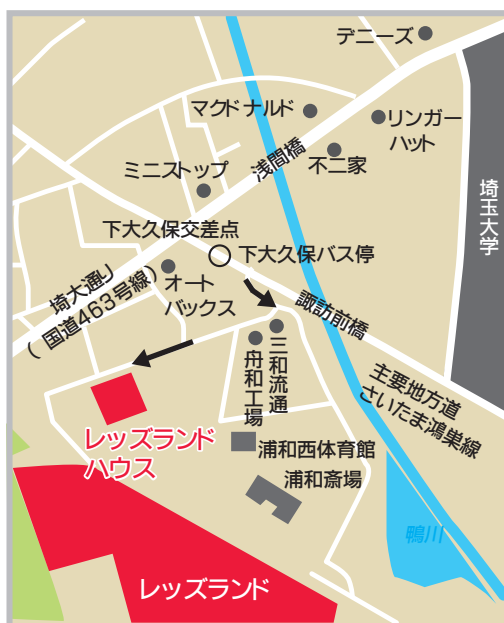 デニーズ
マクドナルド
リンガー
ハット
浅間橋
不二家
ミニストップ
埼玉大学
下大久保交差点
下大久保バス停
埼大通り
(国道463号線)
オート
バックス
諏訪前橋
三和流通
舟和工場
主要地方道
さいたま鴻巣線
レッズランド
ハウス
浦和西体育館
浦和斎場
鴨川
レッズランド